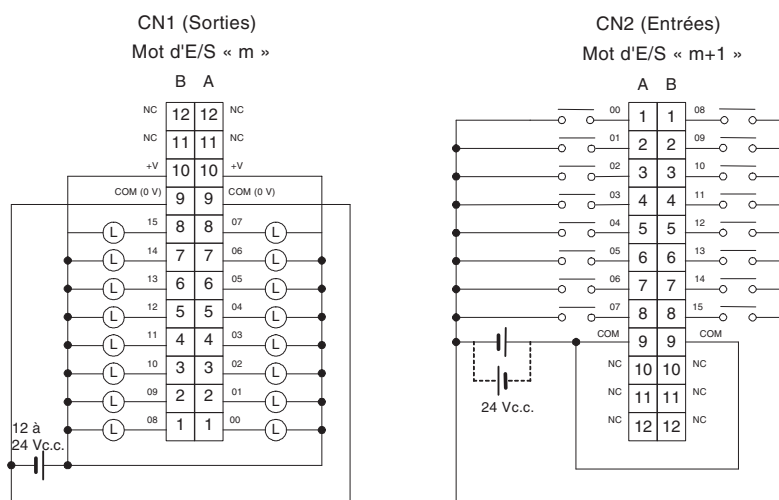 CN1 (Sorties)
Mot d'E/S « m »
B A
NC 12 12 NC
NC 11 11 NC
+V 10 10 +V
COM (0 V) 9 9 COM (0 V)
L 15 8 8 07 L
L 14 7 7 06 L
L 13 6 6 05 L
L 12 5 5 04 L
L 11 4 4 03 L
L 10 3 3 02 L
L 09 2 2 01 L
L 08 1 1 00 L
12 à
24 Vc.c.
CN2 (Entrées)
Mot d'E/S « m+1 »
A B
00 1 1 08
01 2 2 09
02 3 3 10
03 4 4 11
04 5 5 12
05 6 6 13
06 7 7 14
07 8 8 15
COM 9 9 COM
NC 10 10 NC
NC 11 11 NC
NC 12 12 NC
24 Vc.c.